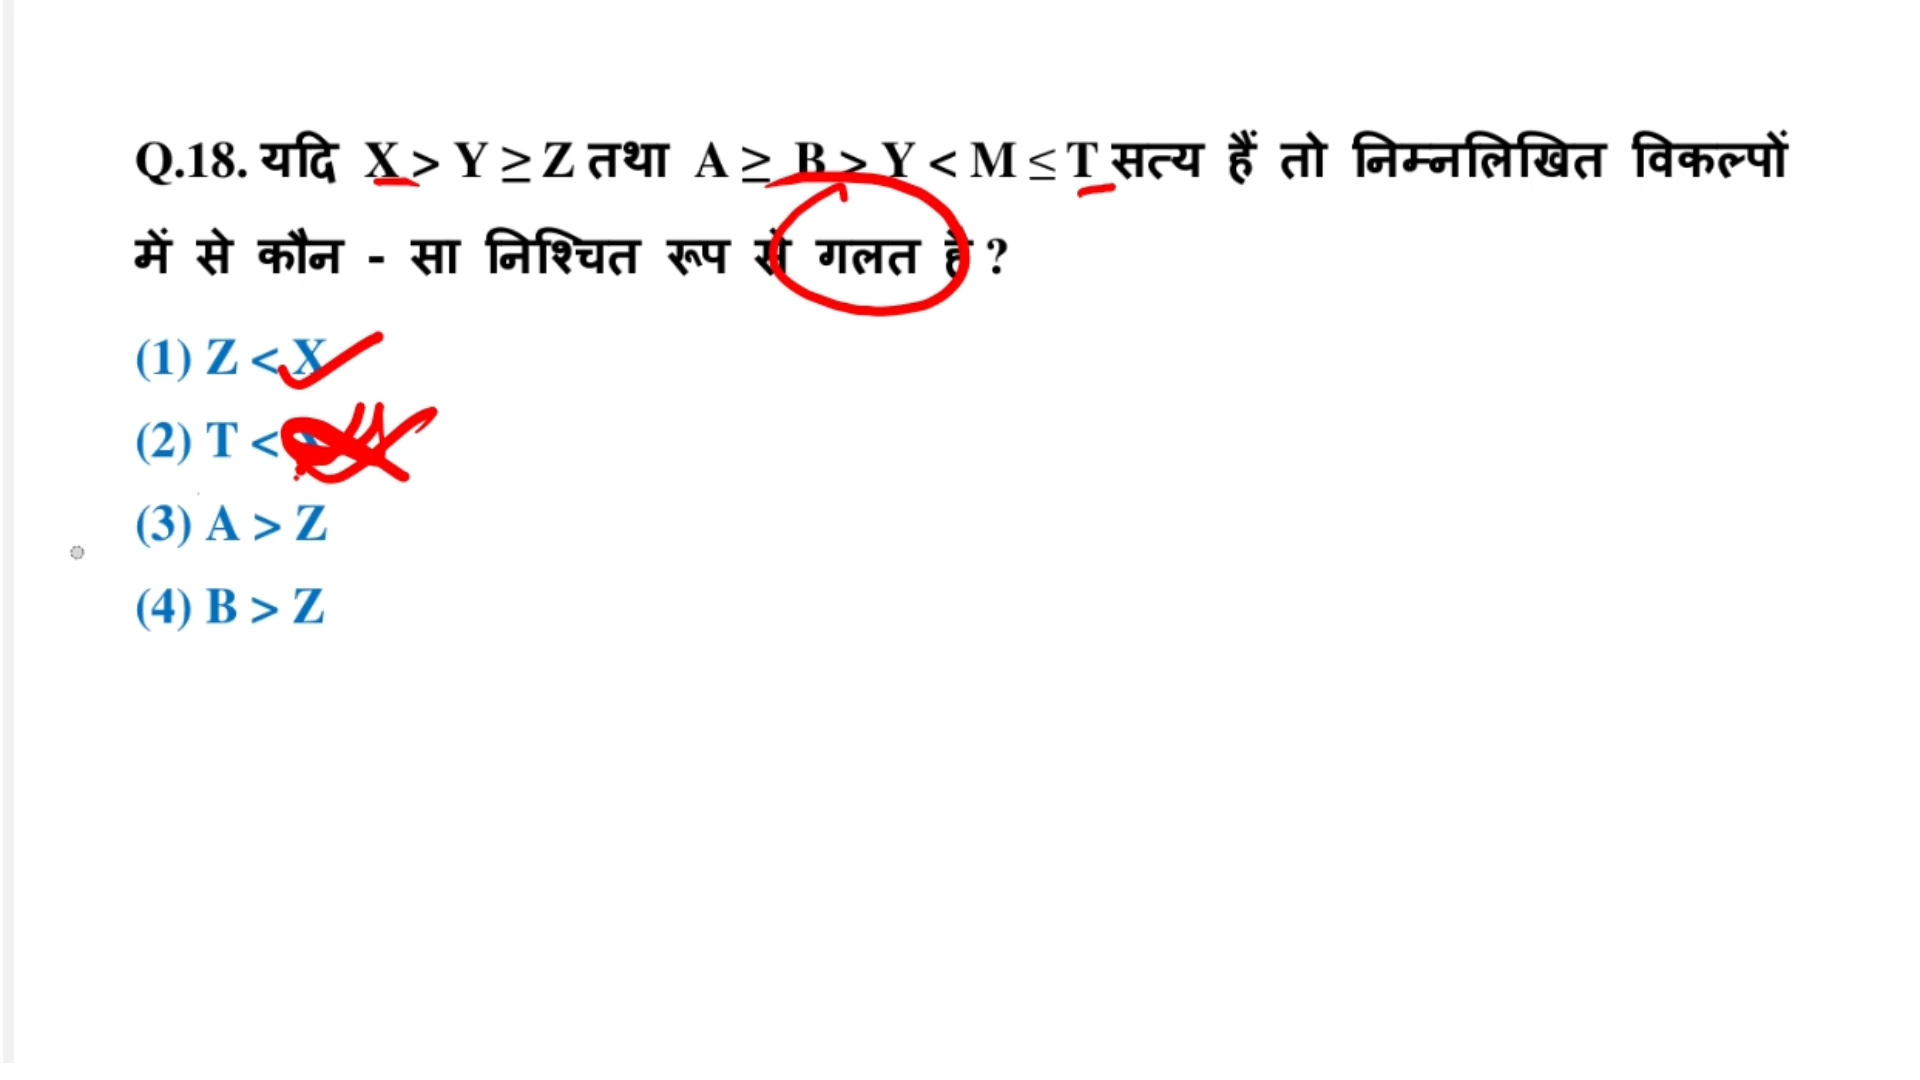 Q.18. यदि X > Y ≥ Z तथा A ≥ B > Y < M ≤ T सत्य हैं तो निम्नलिखित विकल्पों
में से कौन - सा निश्चित रूप से गलत है ?
(1) Z < X
(2) T <
(3) A > Z
(4) B > Z